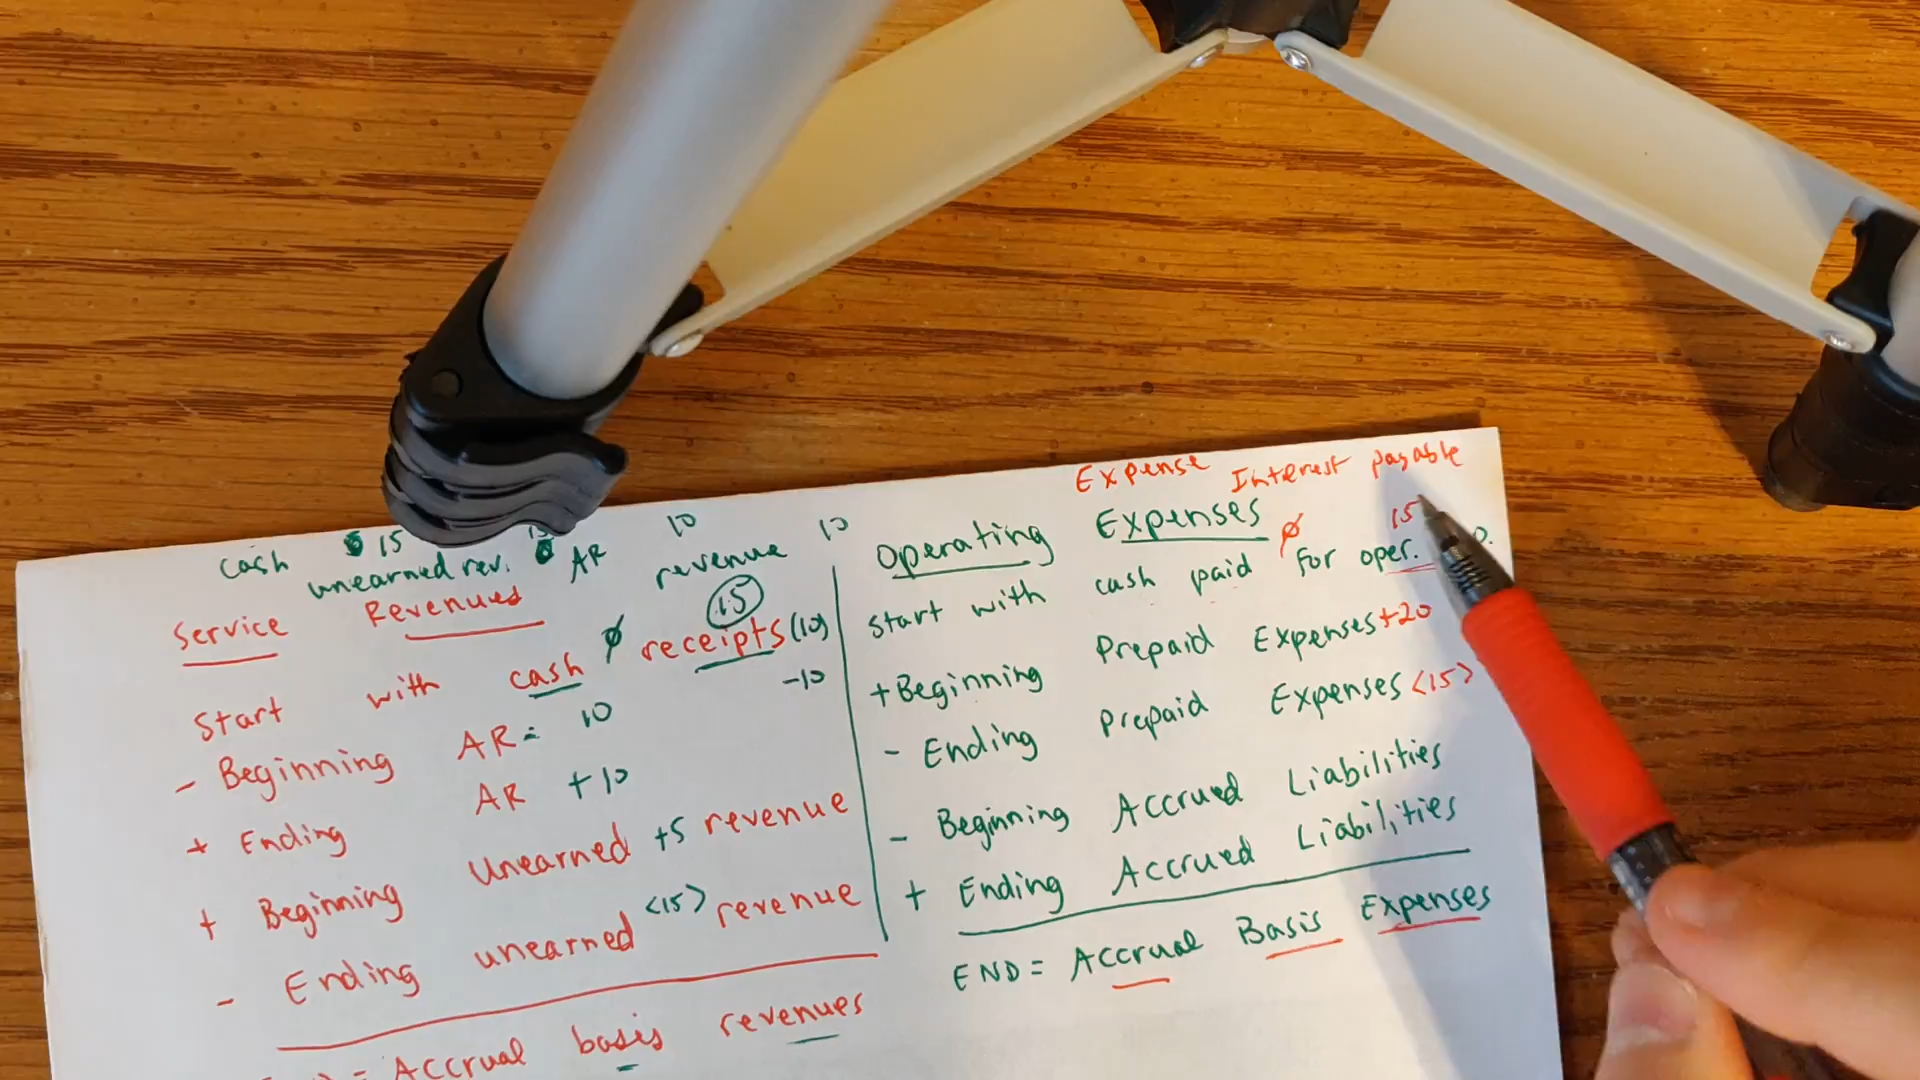 cash 15 unearned rev. AR 10 revenue 10
Service Revenues 15
Start with cash ∅ receipts (10)
-10
- Beginning AR = 10
+ Ending AR +10
+ Beginning Unearned +5 revenue
- Ending unearned <15> revenue
= Accrual basis revenues
Expense Interest payable
Operating Expenses ∅ 15
start with cash paid for oper.
+ Beginning Prepaid Expenses +20
- Ending Prepaid Expenses <15>
- Beginning Accrued Liabilities
+ Ending Accrued Liabilities
END = Accrual Basis Expenses